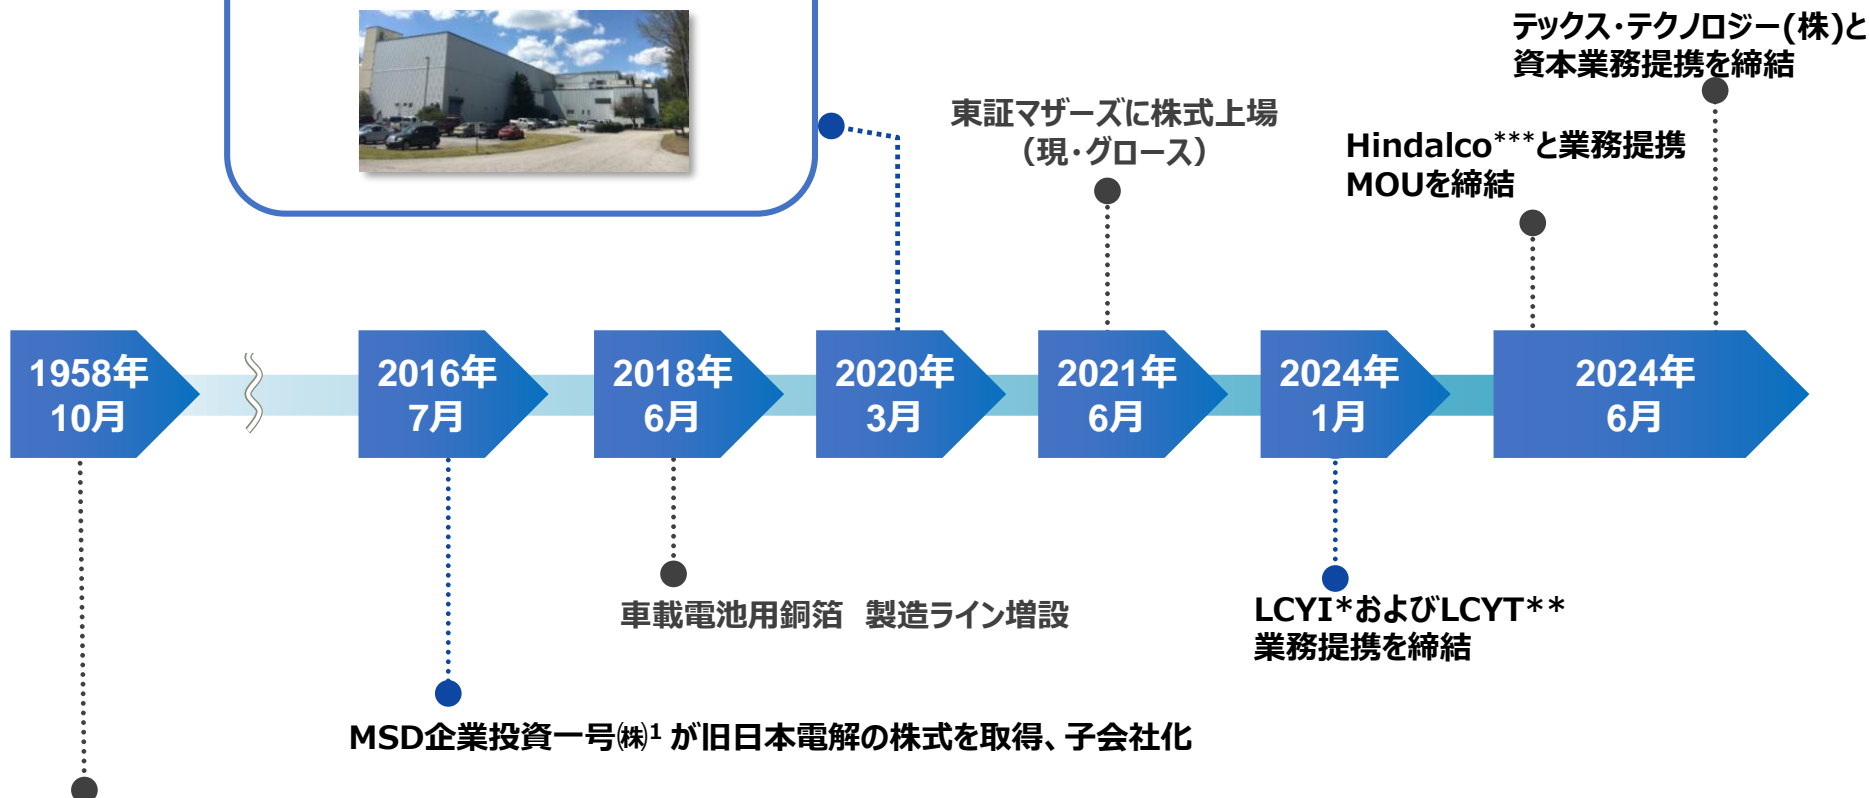 テックス・テクノロジー(株)と
資本業務提携を締結
東証マザーズに株式上場
（現・グロース）
Hindalco***と業務提携
MOUを締結
1958年
10月
2016年
7月
2018年
6月
2020年
3月
2021年
6月
2024年
1月
2024年
6月
車載電池用銅箔　製造ライン増設
LCYI*およびLCYT**
業務提携を締結
MSD企業投資一号㈱1 が旧日本電解の株式を取得、子会社化